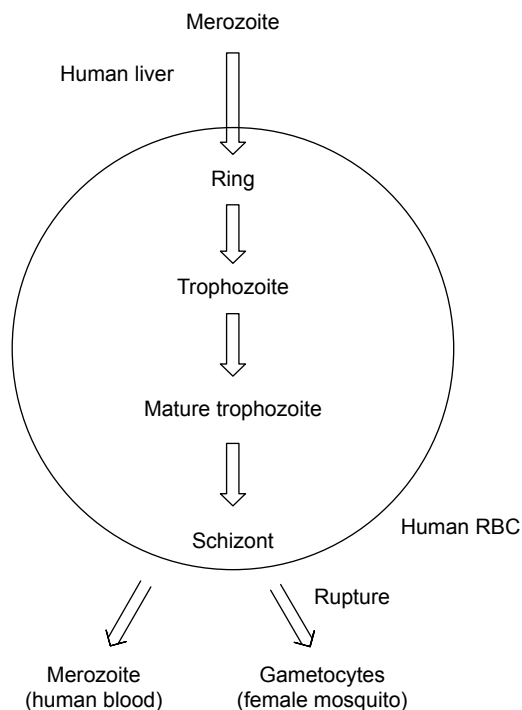 Merozoite
Human liver
Ring
Trophozoite
Mature trophozoite
Human RBC
Schizont
Rupture
Merozoite
(human blood)
Gametocytes
(female mosquito)